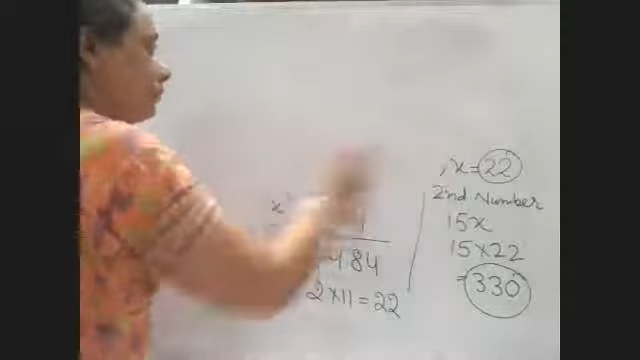 x
484
2×11=22
, x=22
2nd Number
15x
15×22
=330